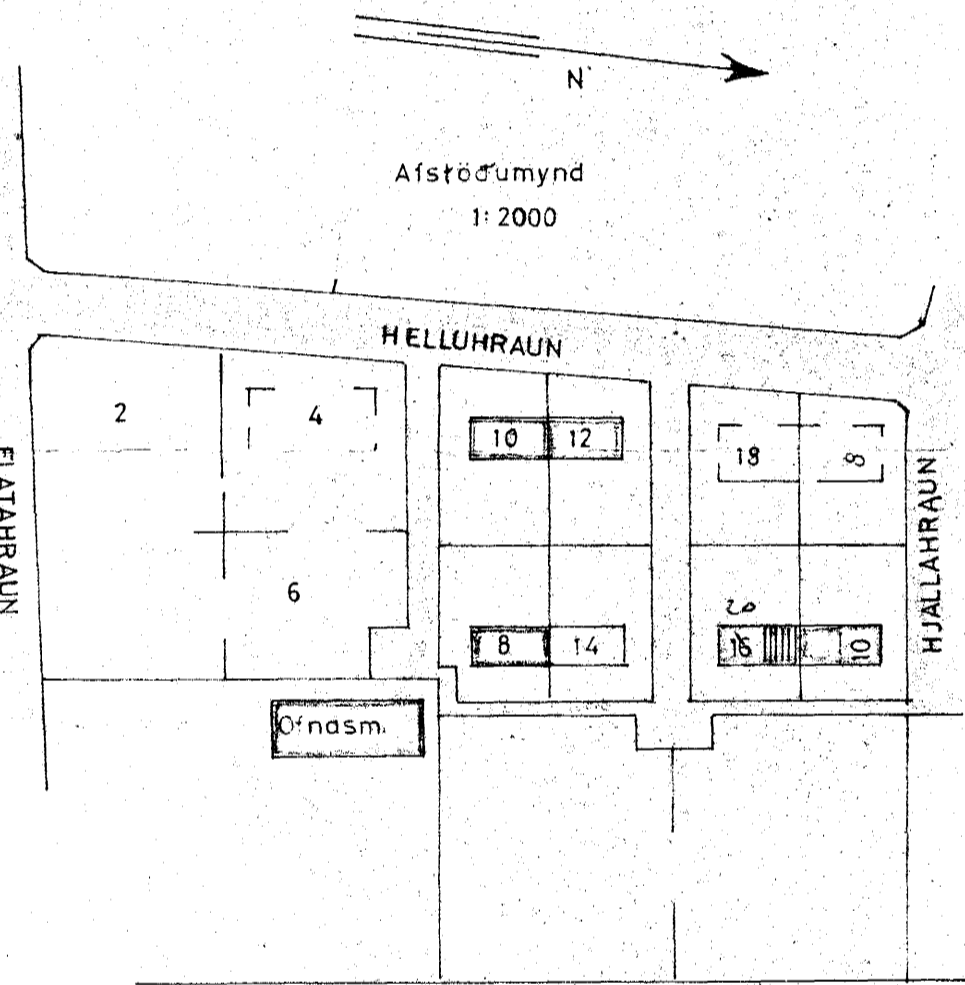 N
Afstöðumynd
1:2000
HELLUHRAUN
FLATAHRAUN
HJALLAHRAUN
2
4
10
12
18
8
6
20
8
14
16
10
Ofnasm.